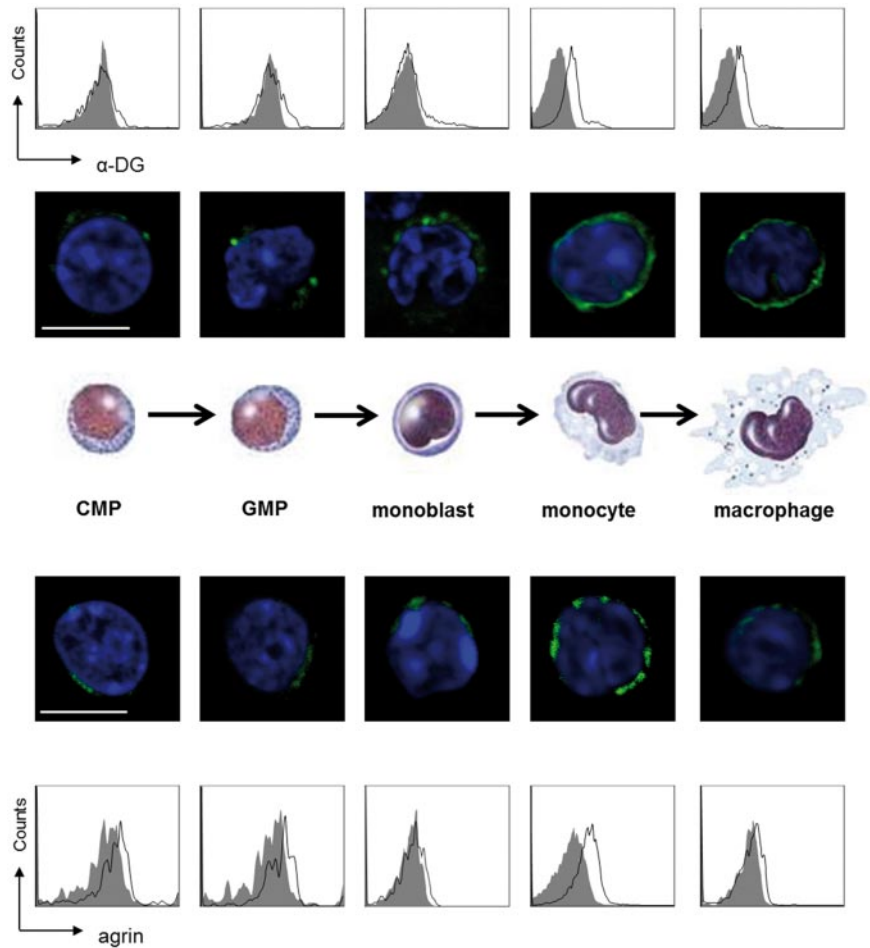 Counts
α-DG
CMP
GMP
monoblast
monocyte
macrophage
Counts
agrin